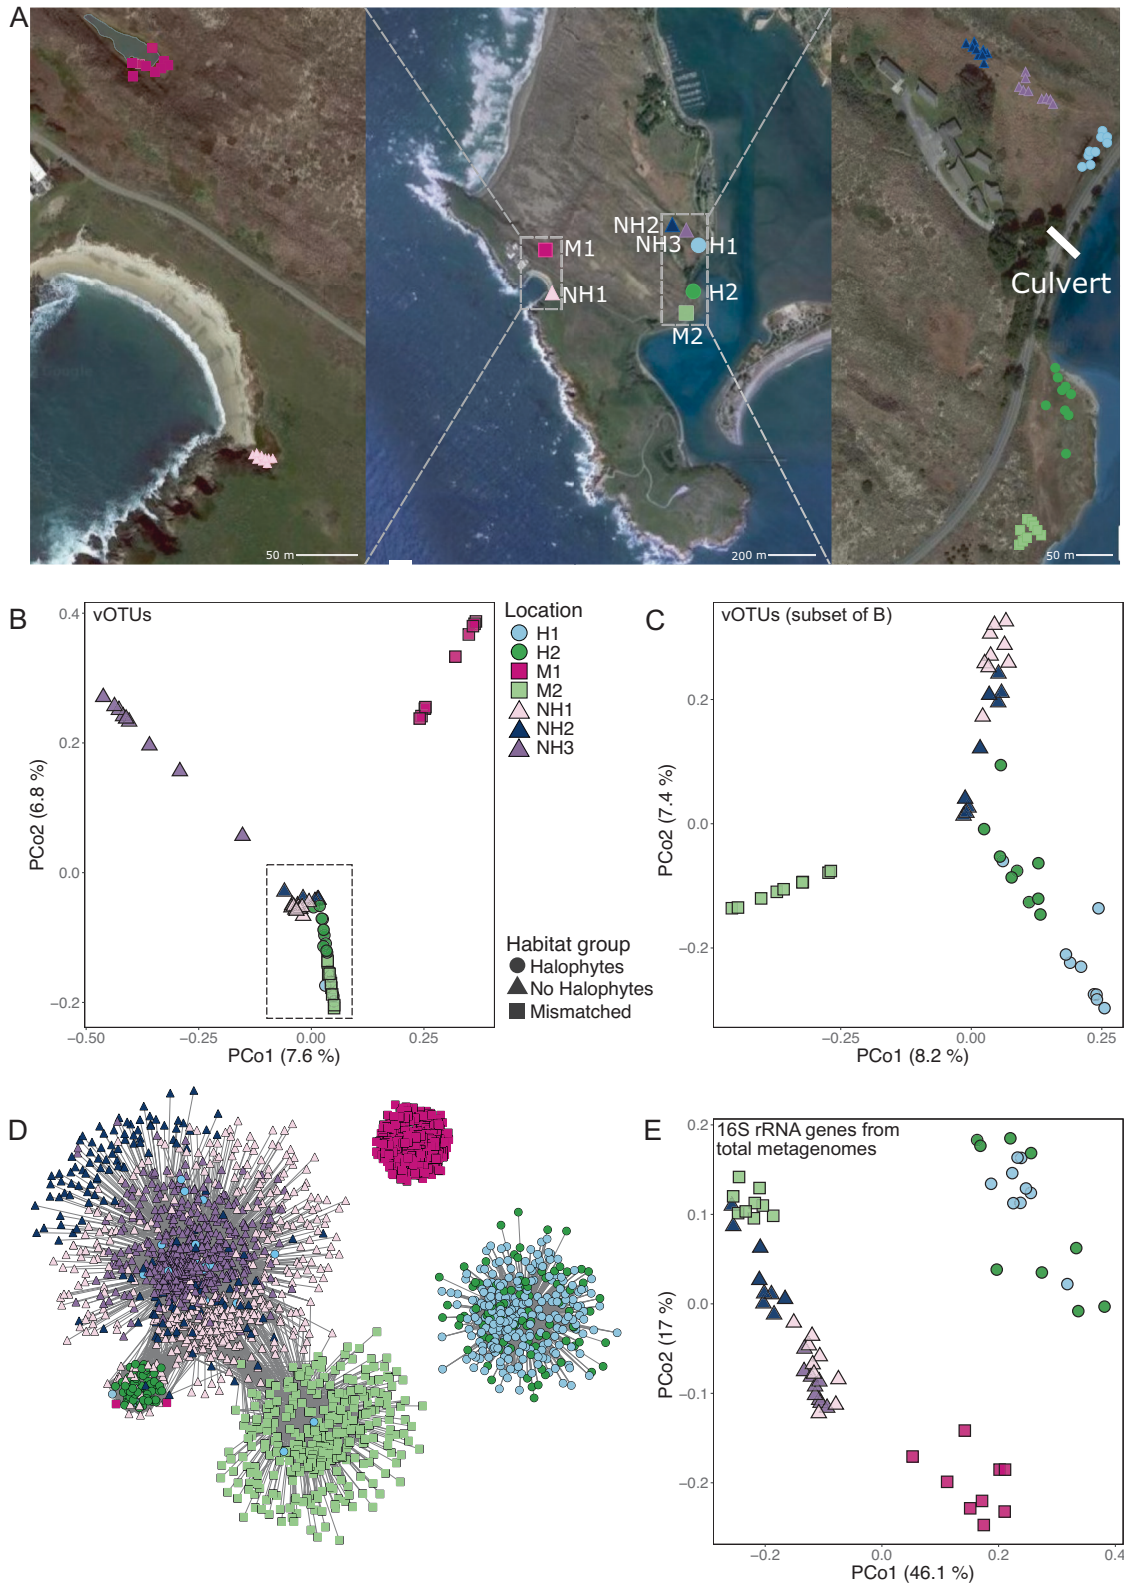 A
M1
NH1
NH2
NH3
H1
H2
M2
Culvert
50 m
200 m
50 m
B
vOTUs
0.4
0.2
0.0
−0.2
PCo2 (6.8 %)
−0.50
−0.25
0.00
0.25
PCo1 (7.6 %)
Location
H1
H2
M1
M2
NH1
NH2
NH3
Habitat group
Halophytes
No Halophytes
Mismatched
C
vOTUs (subset of B)
0.2
0.0
−0.2
PCo2 (7.4 %)
−0.25
0.00
0.25
PCo1 (8.2 %)
D
E
16S rRNA genes from
total metagenomes
0.2
0.1
0.0
−0.1
−0.2
PCo2 (17 %)
−0.2
0.0
0.2
0.4
PCo1 (46.1 %)